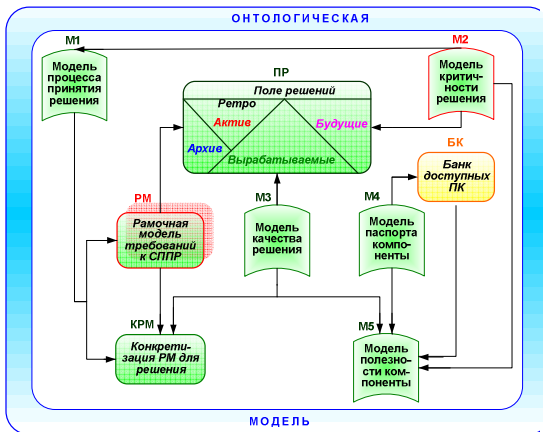 ОНТОЛОГИЧЕСКАЯ
М1
М2
Модель
процесса
принятия
решения
ПР
Поле решений
Ретро
Актив
Будущие
Архив
Вырабатываемые
Модель
критич-
ности
решения
БК
Банк
доступных
ПК
РМ
Рамочная
модель
требований
к СППР
М3
Модель
качества
решения
М4
Модель
паспорта
компо-
ненты
КРМ
Конкрети-
зация РМ для
решения
М5
Модель
полезно-
сти ком-
поненты
МОДЕЛЬ